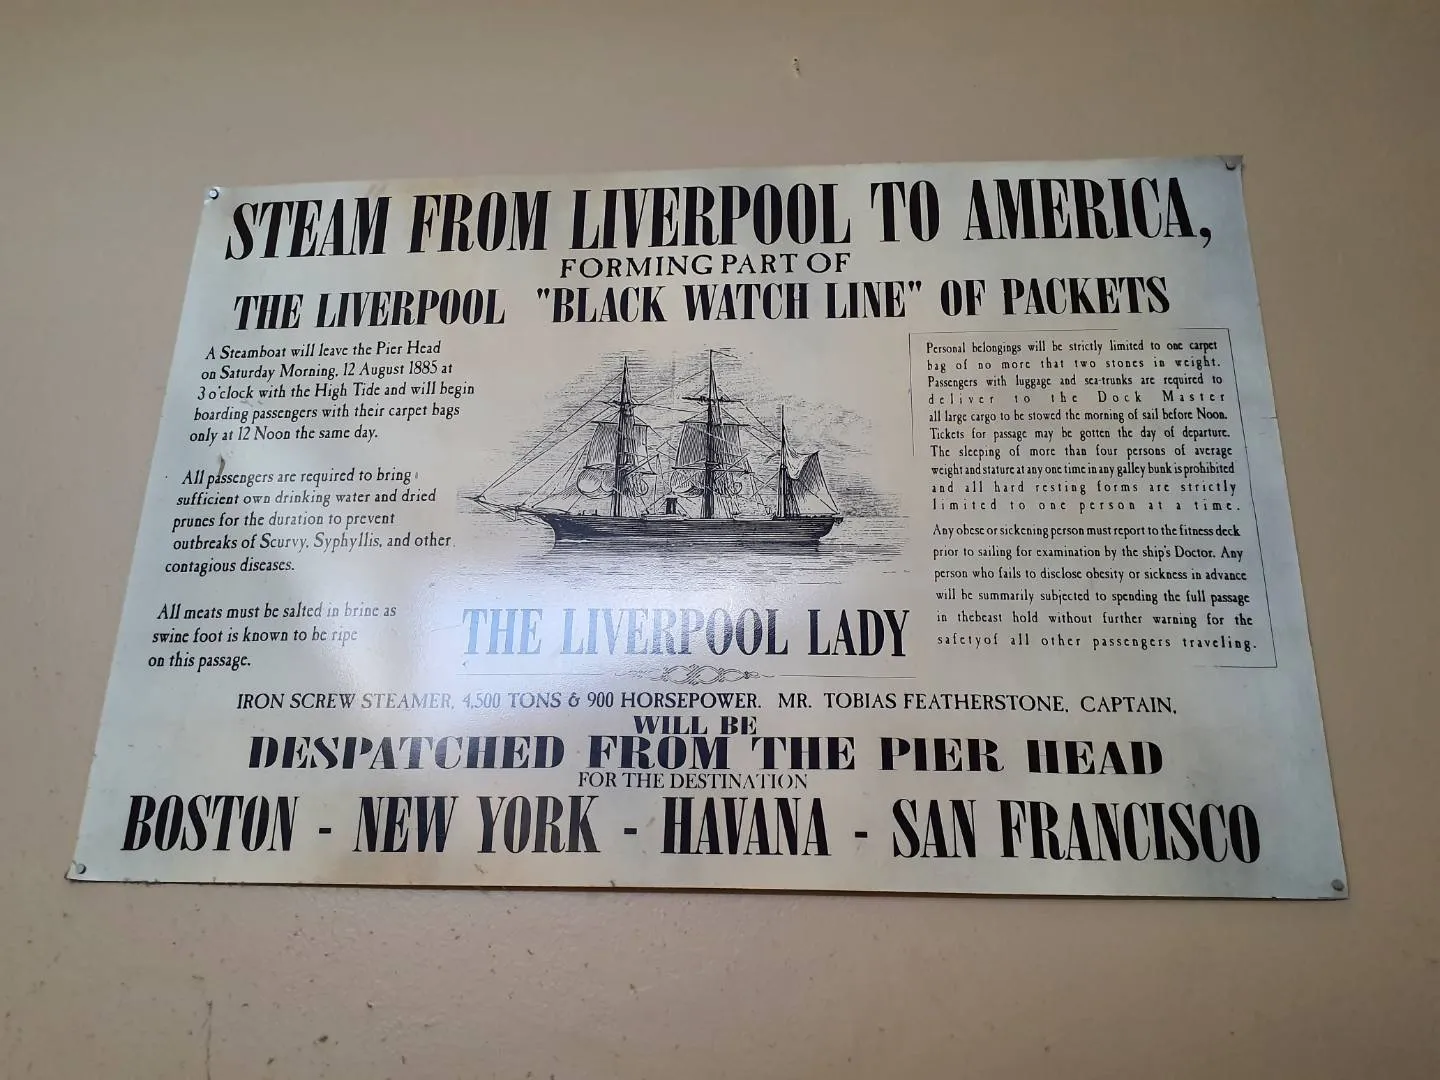 STEAM FROM LIVERPOOL TO AMERICA,
FORMING PART OF
THE LIVERPOOL "BLACK WATCH LINE" OF PACKETS
A Steamboat will leave the Pier Head
on Saturday Morning, 12 August 1885 at
3 o'clock with the High Tide and will begin
boarding passengers with their carpet bags
only at 12 Noon the same day.
All passengers are required to bring
sufficient own drinking water and dried
prunes for the duration to prevent
outbreaks of Scurvy, Syphyllis, and other
contagious diseases.
All meats must be salted in brine as
swine foot is known to be ripe
on this passage.
Personal belongings will be strictly limited to one carpet
bag of no more that two stones in weight.
Passengers with luggage and sea-trunks are required to
deliver to the Dock Master
all large cargo to be stowed the morning of sail before Noon.
Tickets for passage may be gotten the day of departure.
The sleeping of more than four persons of average
weight and stature at any one time in any galley bunk is prohibited
and all hard resting forms are strictly
limited to one person at a time.
Any obese or sickening person must report to the fitness deck
prior to sailing for examination by the ship's Doctor. Any
person who fails to disclose obesity or sickness in advance
will be summarily subjected to spending the full passage
in thebeast hold without further warning for the
safetyof all other passengers traveling.
THE LIVERPOOL LADY
IRON SCREW STEAMER, 4,500 TONS & 900 HORSEPOWER. MR. TOBIAS FEATHERSTONE, CAPTAIN,
WILL BE
DESPATCHED FROM THE PIER HEAD
FOR THE DESTINATION
BOSTON - NEW YORK - HAVANA - SAN FRANCISCO